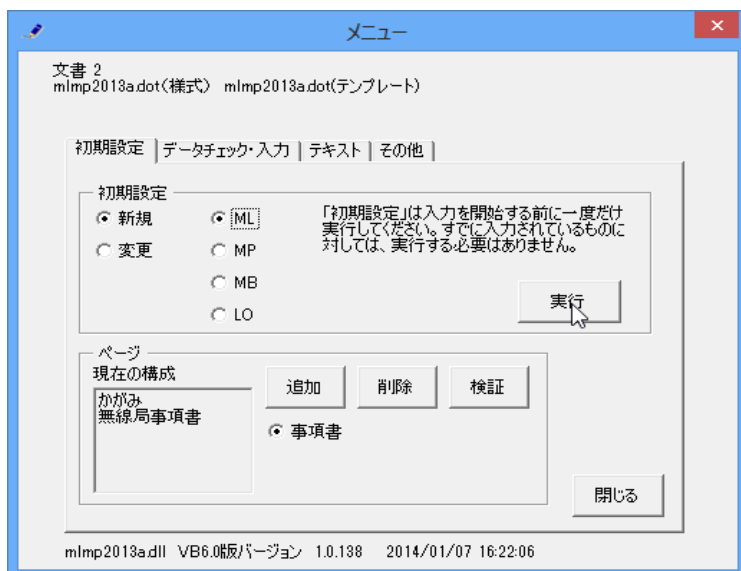 メニュー
文書 2
mlmp2013a.dot(様式) mlmp2013a.dot(テンプレート)
初期設定 データチェック・入力 テキスト その他
初期設定
新規 ML
変更 MP
MB
LO
「初期設定」は入力を開始する前に一度だけ
実行してください。すでに入力されているものに
対しては、実行する必要はありません。
実行
ページ
現在の構成
かがみ
無線局事項書
追加 削除 検証
事項書
閉じる
mlmp2013a.dll VB6.0版バージョン 1.0.138 2014/01/07 16:22:06